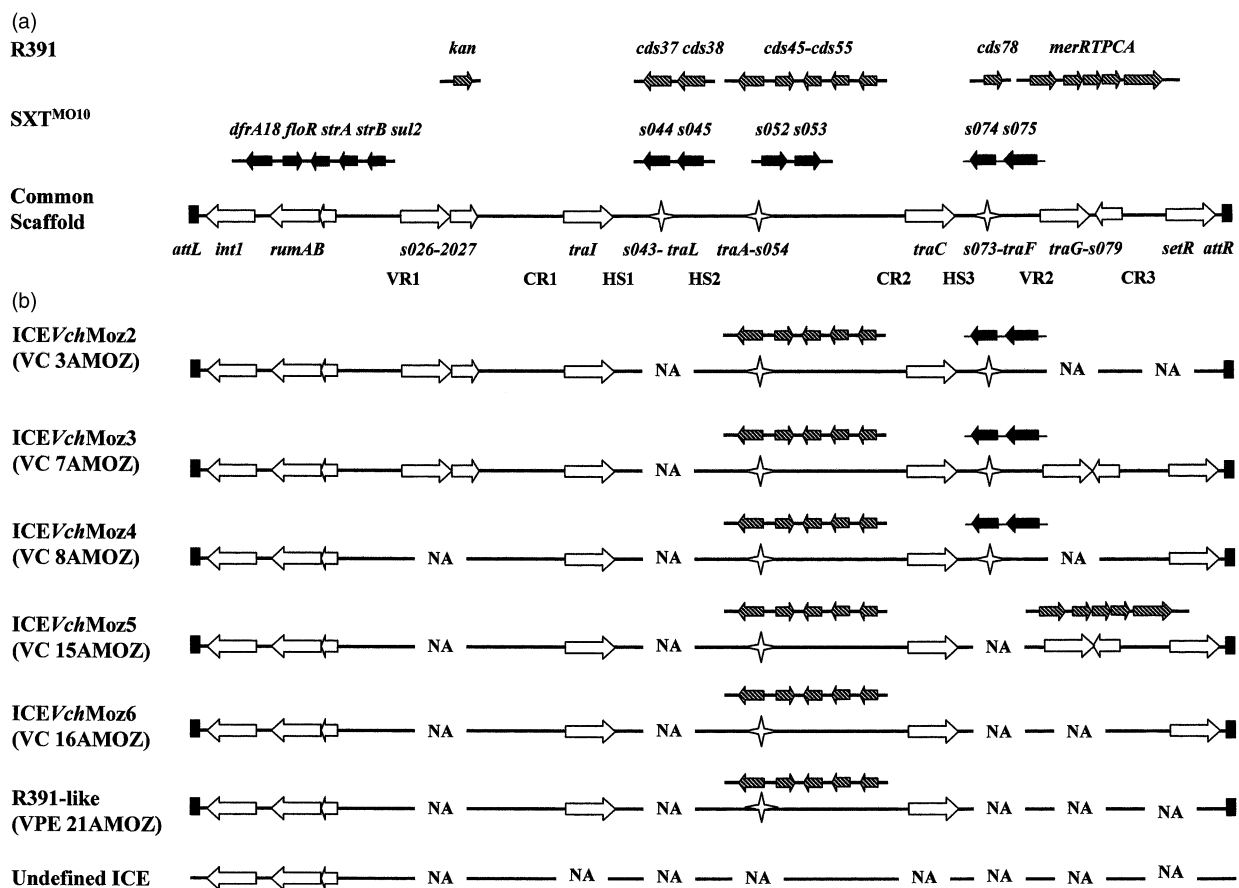 (a)
R391
kan
cds37 cds38
cds45-cds55
cds78
merRTPCA
SXTMO10
dfrA18 floR strA strB sul2
s044 s045
s052 s053
s074 s075
Common
Scaffold
attL int1 rumAB s026-2027 traI s043- traL traA-s054 traC s073-traF traG-s079 setR attR
VR1 CR1 HS1 HS2 CR2 HS3 VR2 CR3
(b)
ICEVchMoz2
(VC 3AMOZ)
NA NA NA
ICEVchMoz3
(VC 7AMOZ)
NA
ICEVchMoz4
(VC 8AMOZ)
NA NA NA
ICEVchMoz5
(VC 15AMOZ)
NA NA NA
ICEVchMoz6
(VC 16AMOZ)
NA NA NA NA
R391-like
(VPE 21AMOZ)
NA NA NA NA NA
Undefined ICE
NA NA NA NA NA NA NA NA